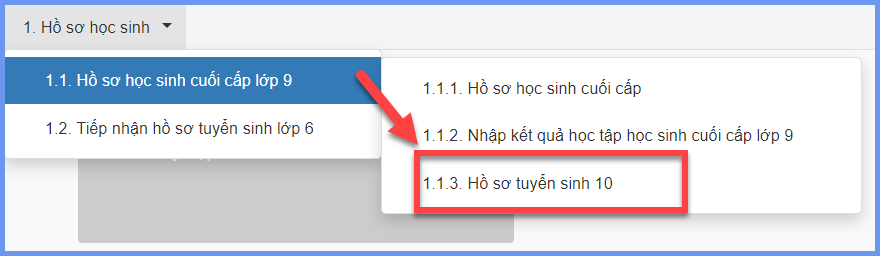 1. Hồ sơ học sinh
1.1. Hồ sơ học sinh cuối cấp lớp 9
1.2. Tiếp nhận hồ sơ tuyển sinh lớp 6
1.1.1. Hồ sơ học sinh cuối cấp
1.1.2. Nhập kết quả học tập học sinh cuối cấp lớp 9
1.1.3. Hồ sơ tuyển sinh 10